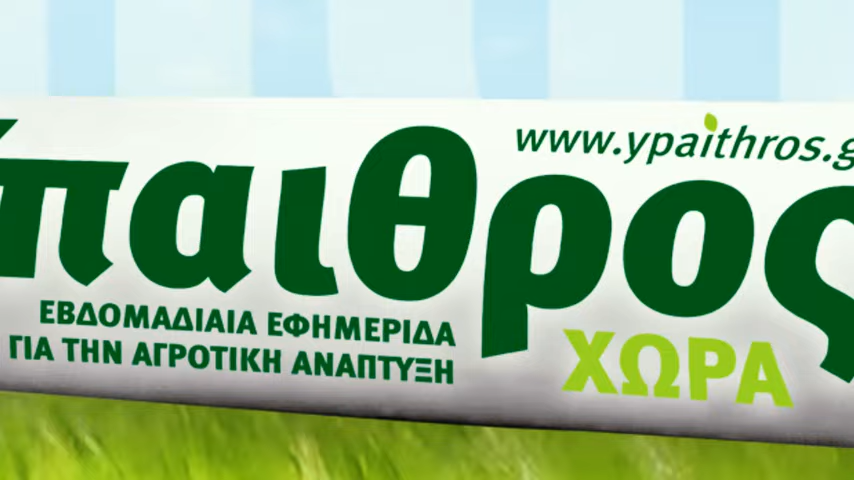 www.ypaithros.g
παιθρος
ΕΒΔΟΜΑΔΙΑΙΑ ΕΦΗΜΕΡΙΔΑ
ΓΙΑ ΤΗΝ ΑΓΡΟΤΙΚΗ ΑΝΑΠΤΥΞΗ
ΧΩΡΑ